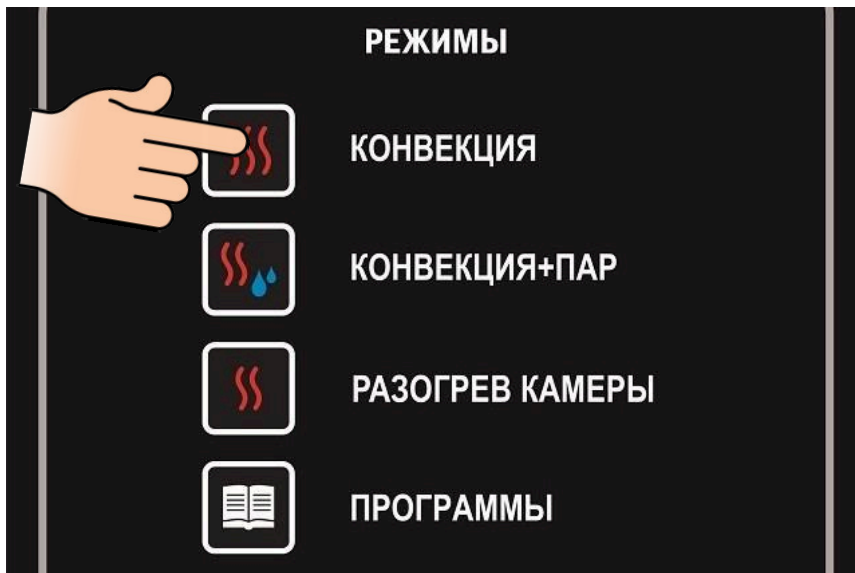 РЕЖИМЫ
КОНВЕКЦИЯ
КОНВЕКЦИЯ+ПАР
РАЗОГРЕВ КАМЕРЫ
ПРОГРАММЫ